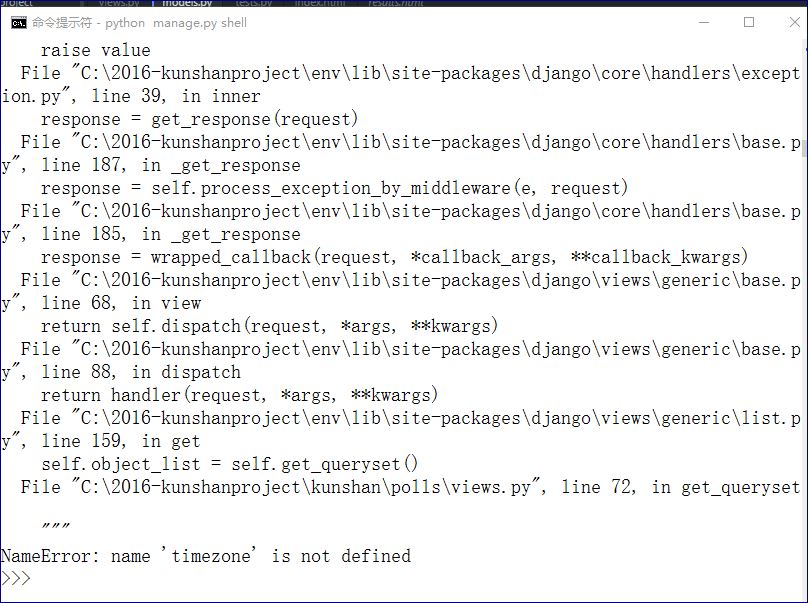 project views.py models.py tests.py index.html results.html
命令提示符 - python manage.py shell
    raise value
  File "C:\2016-kunshanproject\env\lib\site-packages\django\core\handlers\except
ion.py", line 39, in inner
    response = get_response(request)
  File "C:\2016-kunshanproject\env\lib\site-packages\django\core\handlers\base.p
y", line 187, in _get_response
    response = self.process_exception_by_middleware(e, request)
  File "C:\2016-kunshanproject\env\lib\site-packages\django\core\handlers\base.p
y", line 185, in _get_response
    response = wrapped_callback(request, *callback_args, **callback_kwargs)
  File "C:\2016-kunshanproject\env\lib\site-packages\django\views\generic\base.p
y", line 68, in view
    return self.dispatch(request, *args, **kwargs)
  File "C:\2016-kunshanproject\env\lib\site-packages\django\views\generic\base.p
y", line 88, in dispatch
    return handler(request, *args, **kwargs)
  File "C:\2016-kunshanproject\env\lib\site-packages\django\views\generic\list.p
y", line 159, in get
    self.object_list = self.get_queryset()
  File "C:\2016-kunshanproject\kunshan\polls\views.py", line 72, in get_queryset
    """
NameError: name 'timezone' is not defined
>>>